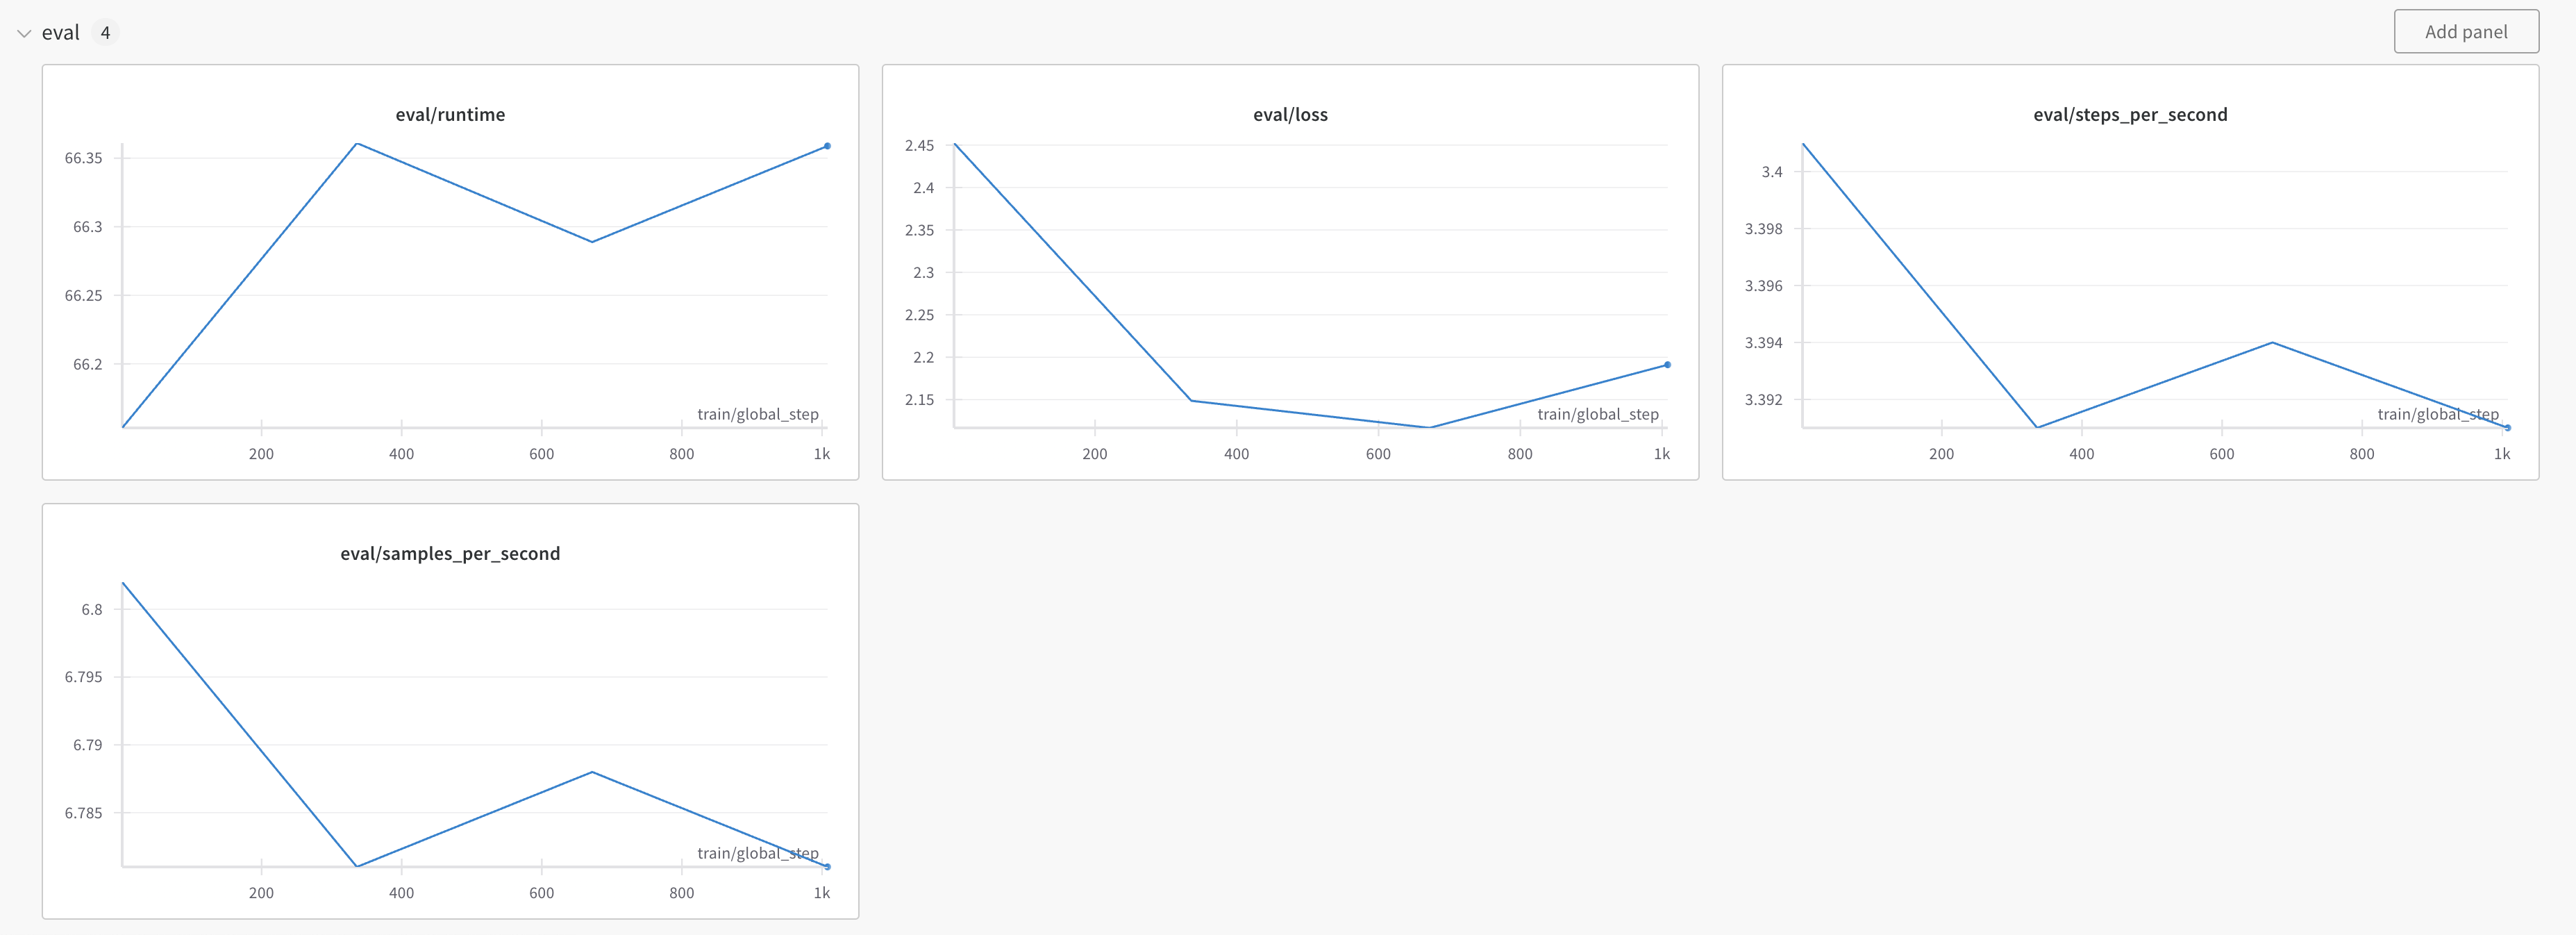 eval 4
Add panel
eval/runtime
66.35
66.3
66.25
66.2
train/global_step
200 400 600 800 1k
eval/loss
2.45
2.4
2.35
2.3
2.25
2.2
2.15
train/global_step
200 400 600 800 1k
eval/steps_per_second
3.4
3.398
3.396
3.394
3.392
train/global_step
200 400 600 800 1k
eval/samples_per_second
6.8
6.795
6.79
6.785
train/global_step
200 400 600 800 1k